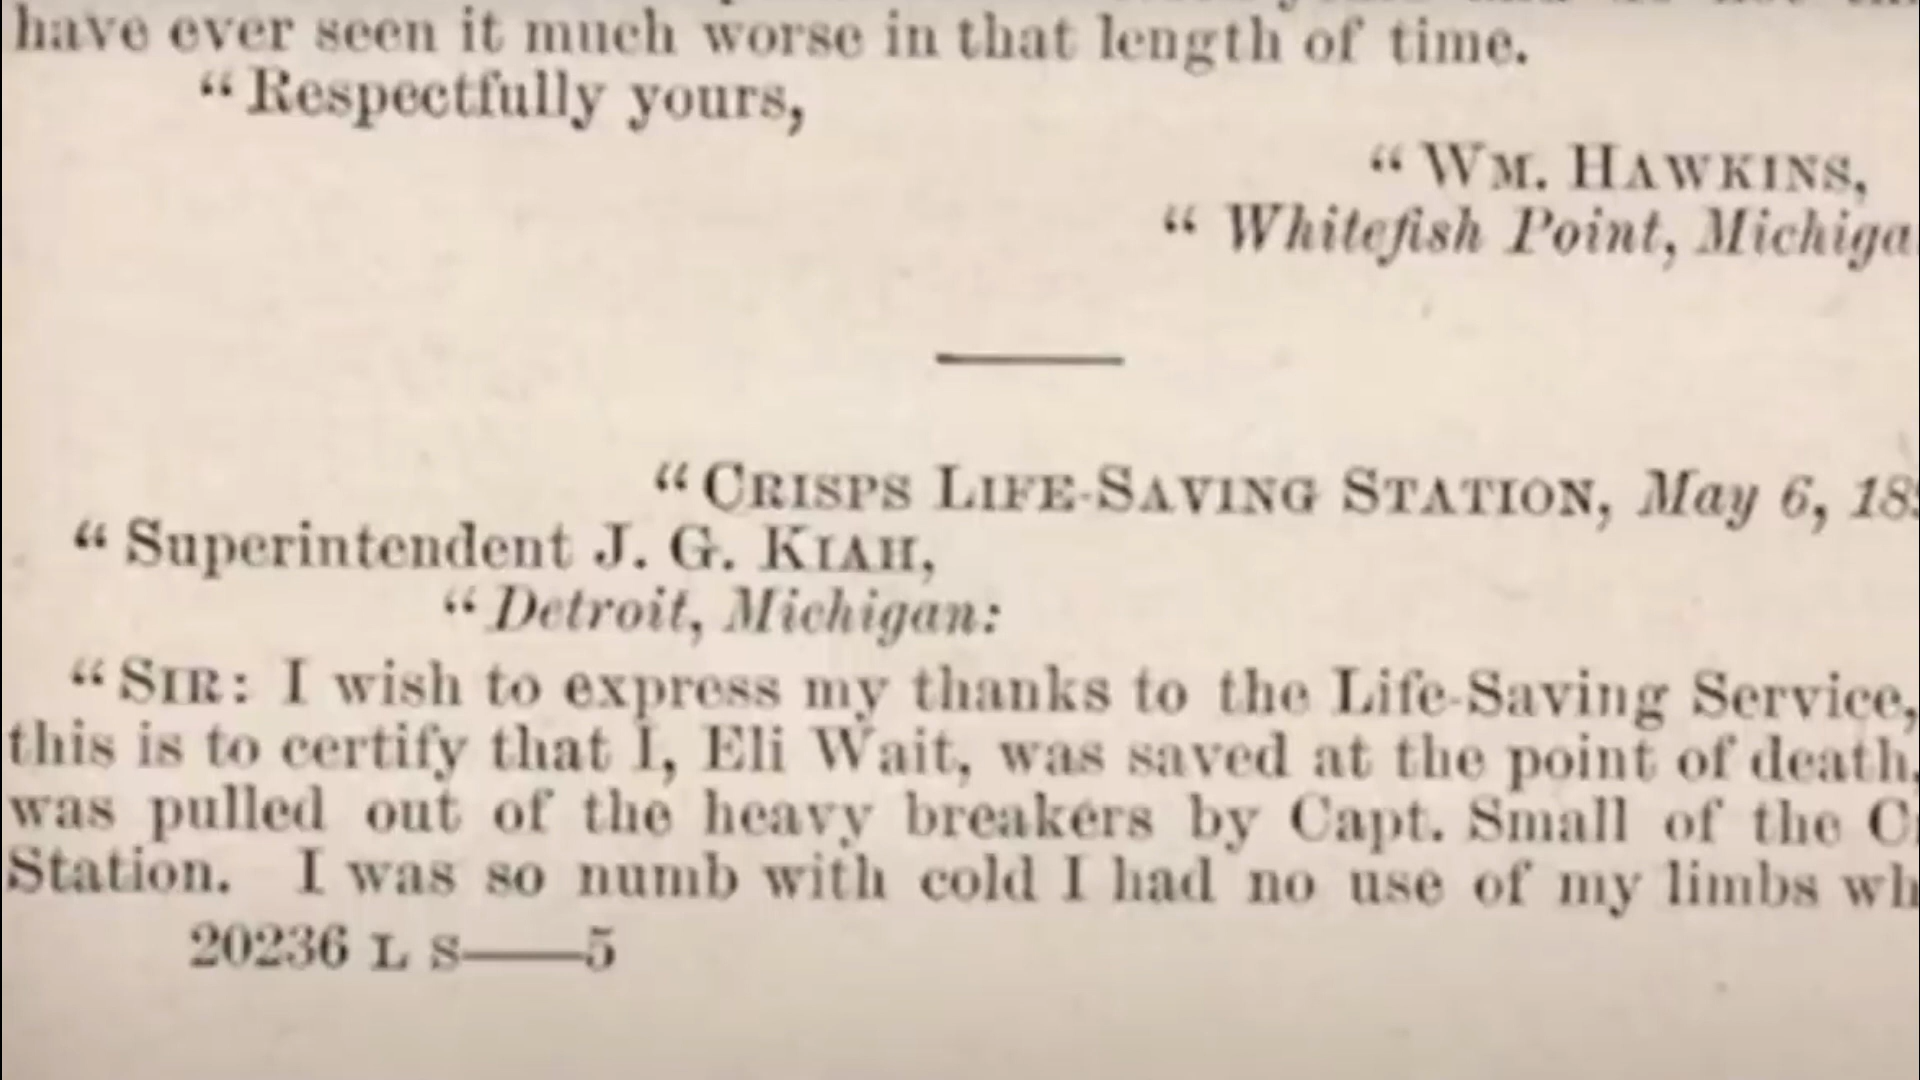 have ever seen it much worse in that length of time.
“Respectfully yours,
“WM. HAWKINS,
“Whitefish Point, Michiga
“CRISPS LIFE-SAVING STATION, May 6, 18
“Superintendent J. G. KIAH,
“Detroit, Michigan:
“SIR: I wish to express my thanks to the Life-Saving Service,
this is to certify that I, Eli Wait, was saved at the point of death,
was pulled out of the heavy breakers by Capt. Small of the C
Station. I was so numb with cold I had no use of my limbs wh
20236 L S——5